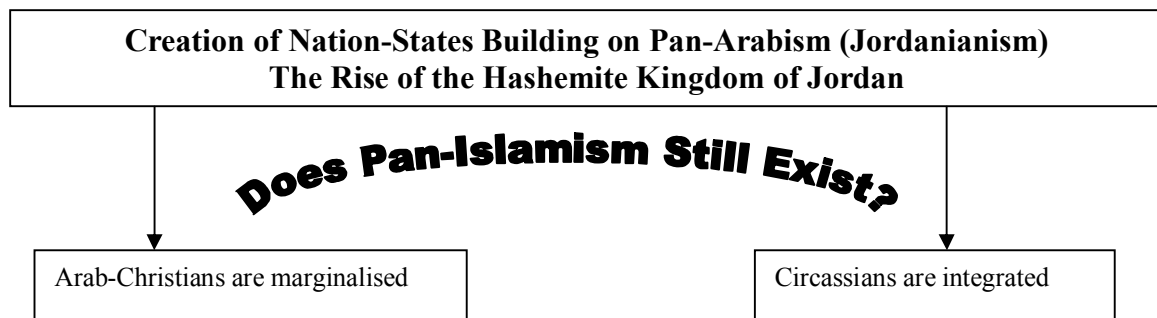 Creation of Nation-States Building on Pan-Arabism (Jordanianism)
The Rise of the Hashemite Kingdom of Jordan
Does Pan-Islamism Still Exist?
Arab-Christians are marginalised
Circassians are integrated